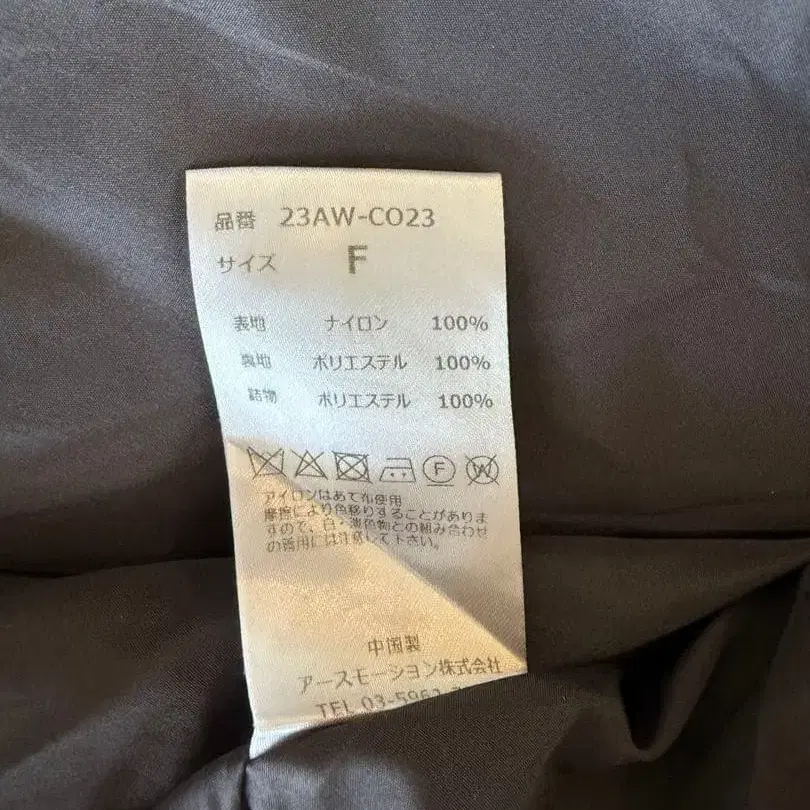 品番 23AW-CO23
サイズ F
表地 ナイロン 100%
裏地 ポリエステル 100%
詰物 ポリエステル 100%
F W
アイロンはあて布使用
摩擦により色移りすることがありま
すので、白・淡色物との組み合わせ
の着用には注意して下さい。
中国製
アースモーション株式会社
TEL 03-5961